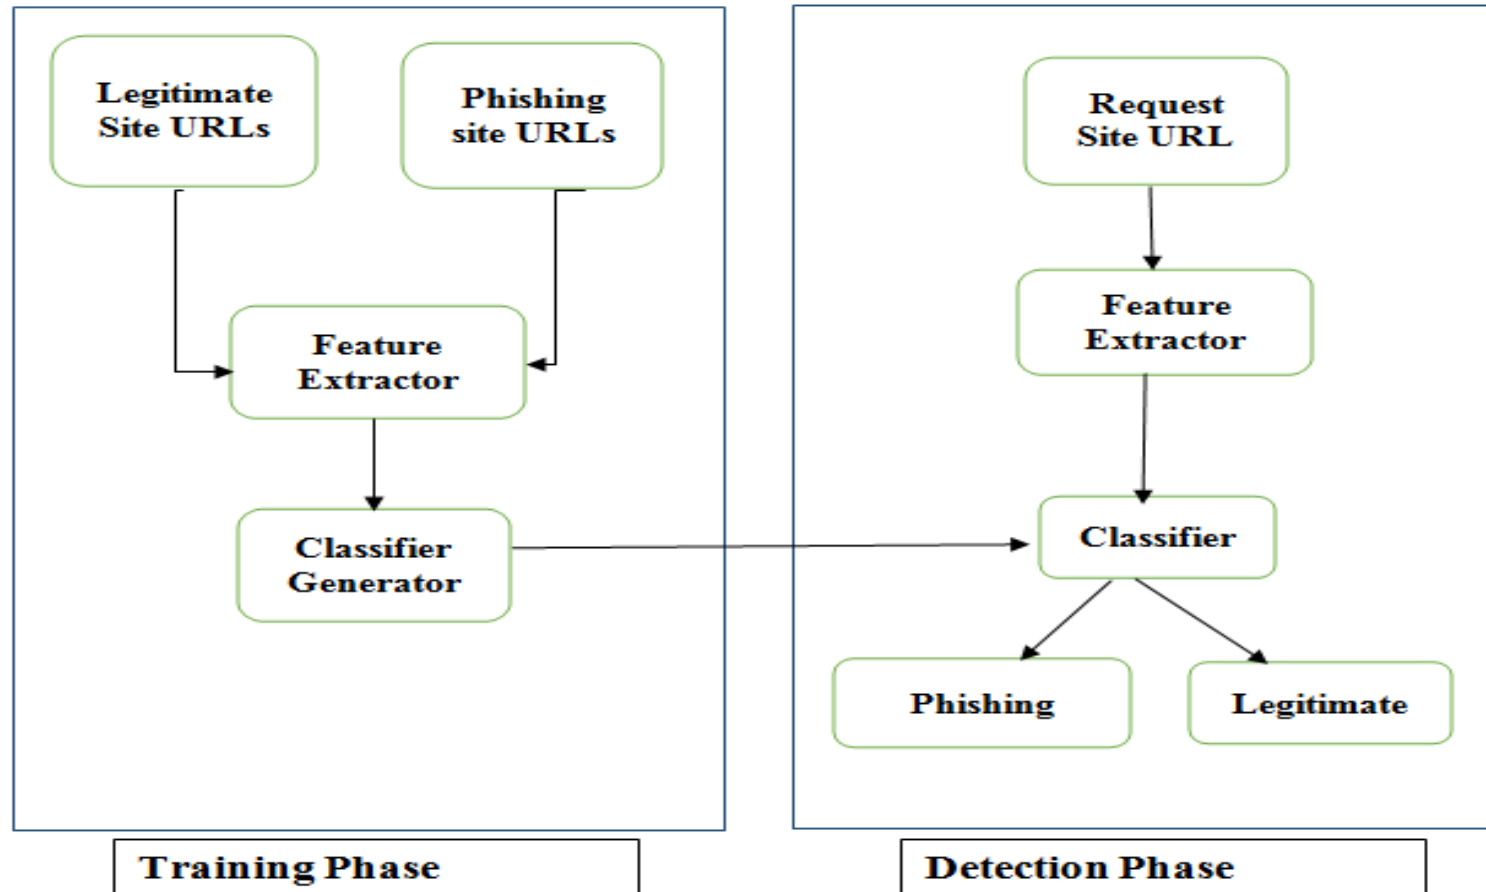 Legitimate
Site URLs
Phishing
site URLs
Feature
Extractor
Classifier
Generator
Training Phase
Request
Site URL
Feature
Extractor
Classifier
Phishing
Legitimate
Detection Phase